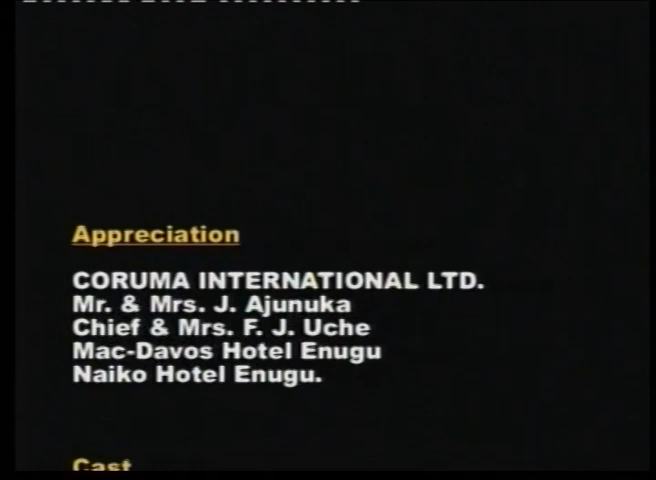 Appreciation
CORUMA INTERNATIONAL LTD.
Mr. & Mrs. J. Ajunuka
Chief & Mrs. F. J. Uche
Mac-Davos Hotel Enugu
Naiko Hotel Enugu.
Cast